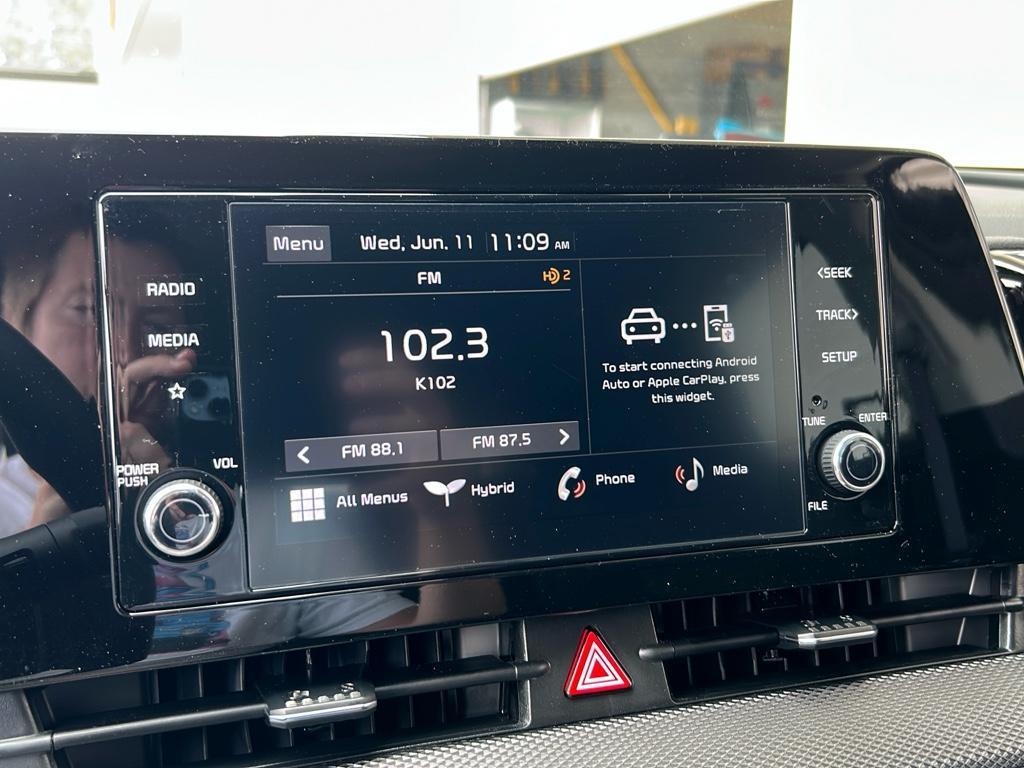 Menu
Wed, Jun. 11
11:09 AM
FM
HD 2
102.3
K102
To start connecting Android
Auto or Apple CarPlay, press
this widget.
< FM 88.1
FM 87.5 >
All Menus
Hybrid
Phone
Media
RADIO
MEDIA
POWER
PUSH
VOL
<SEEK
TRACK>
SETUP
TUNE
ENTER
FILE